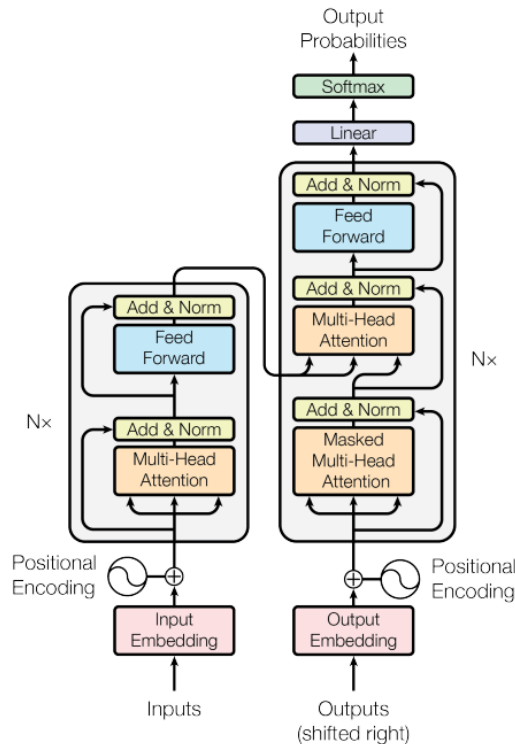 Output
Probabilities
Softmax
Linear
Add & Norm
Feed
Forward
Add & Norm
Multi-Head
Attention
Add & Norm
Masked
Multi-Head
Attention
N×
Positional
Encoding
Output
Embedding
Outputs
(shifted right)
Add & Norm
Feed
Forward
Add & Norm
Multi-Head
Attention
N×
Positional
Encoding
Input
Embedding
Inputs